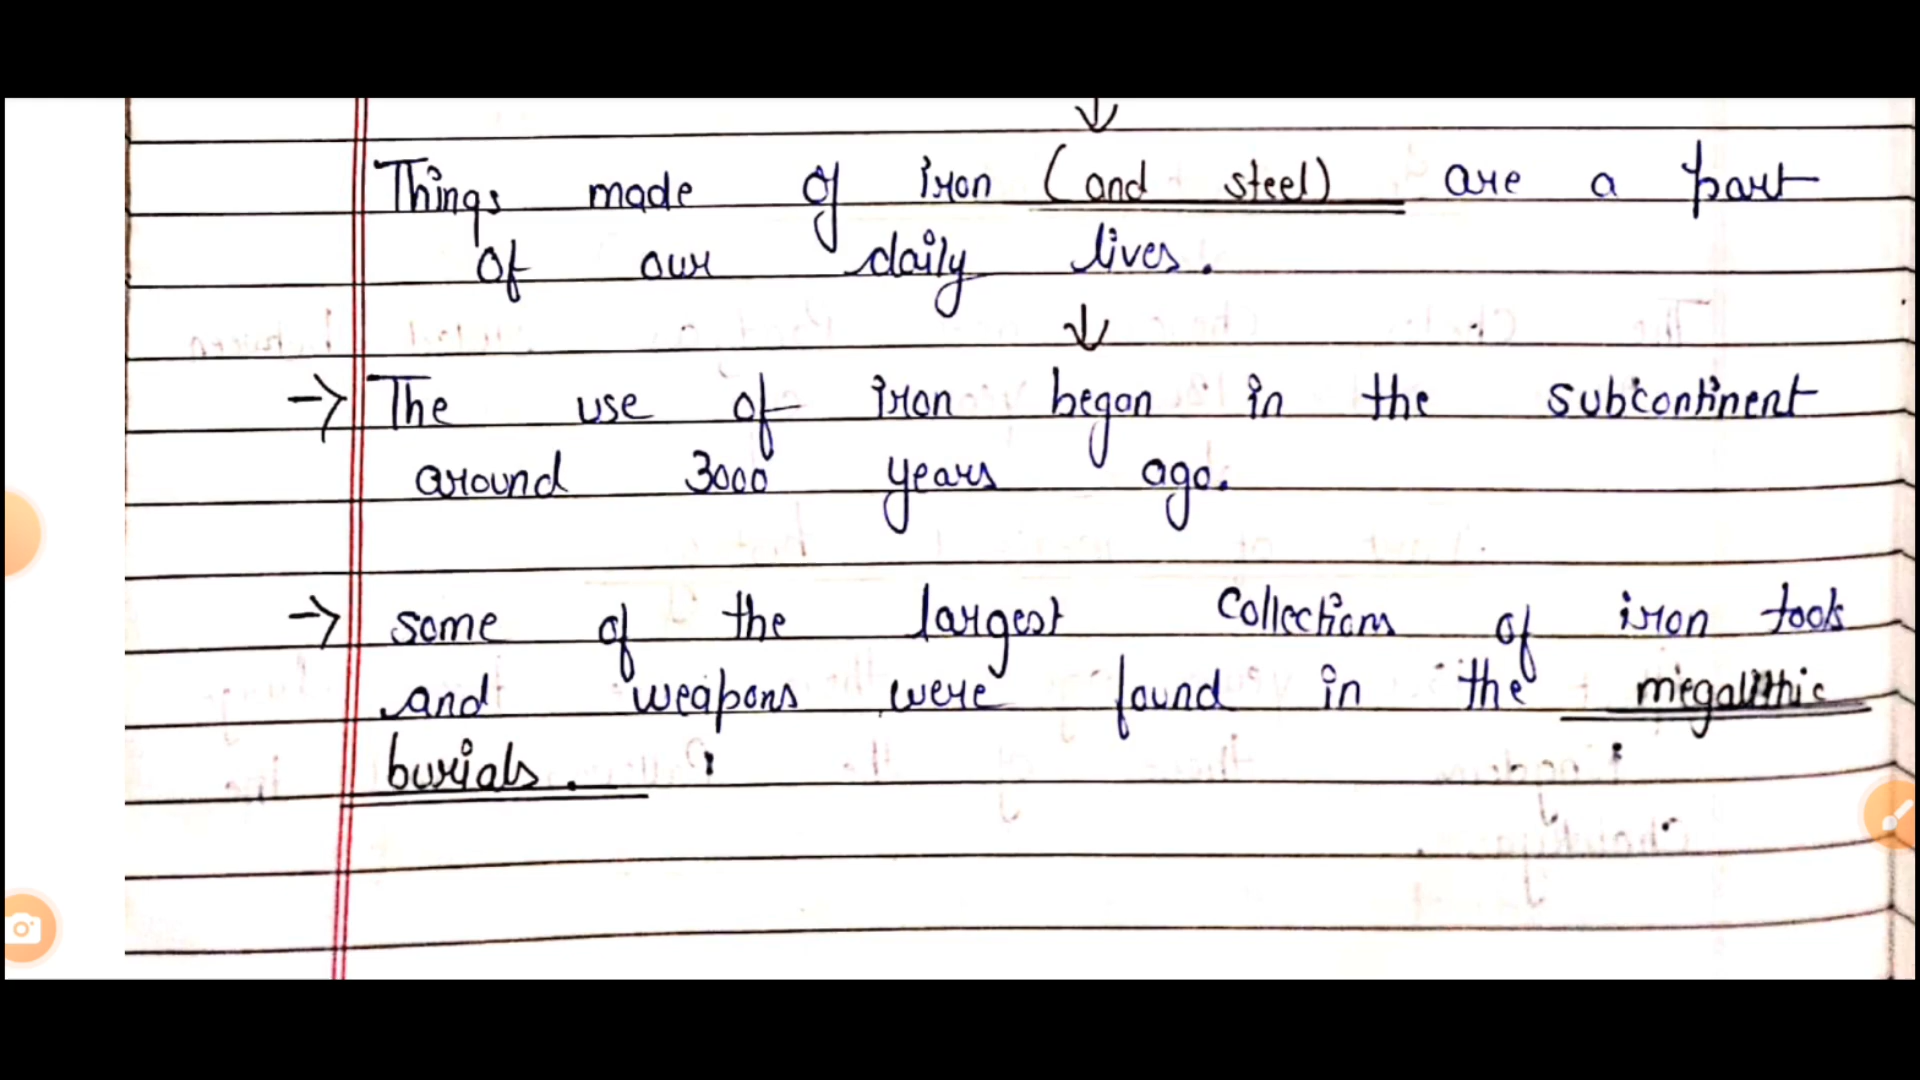 ↓
Things made of iron (and steel) are a part
of our daily lives.
↓
→ The use of iron began in the subcontinent
around 3000 years ago.
→ some of the largest collections of iron tools
and weapons were found in the megalithic
burials.